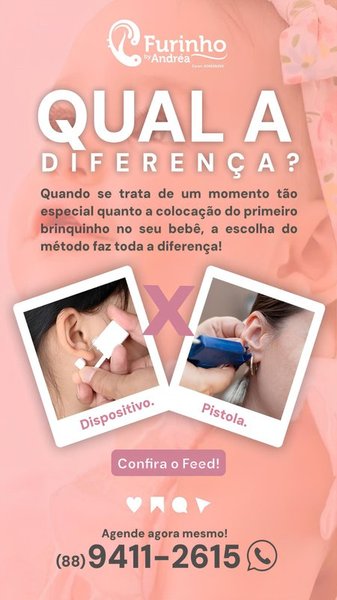 Furinho
by Andréa
QUAL A
DIFERENÇA?
Quando se trata de um momento tão
especial quanto a colocação do primeiro
brinquinho no seu bebê, a escolha do
método faz toda a diferença!
X
Dispositivo.
Pistola.
Confira o Feed!
Agende agora mesmo!
(88) 9411-2615